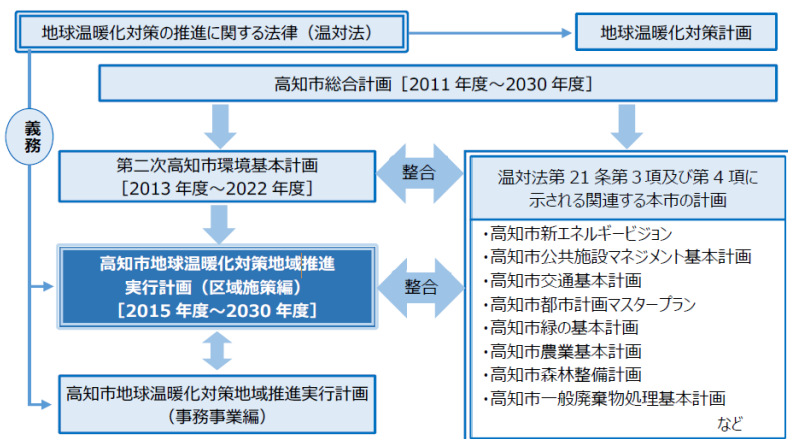 地球温暖化対策の推進に関する法律（温対法）
地球温暖化対策計画
高知市総合計画［2011 年度～2030 年度］
義務
第二次高知市環境基本計画
［2013 年度～2022 年度］
整合
温対法第 21 条第 3 項及び第 4 項に
示される関連する本市の計画
・高知市新エネルギービジョン
・高知市公共施設マネジメント基本計画
・高知市交通基本計画
・高知市都市計画マスタープラン
・高知市緑の基本計画
・高知市農業基本計画
・高知市森林整備計画
・高知市一般廃棄物処理基本計画
など
高知市地球温暖化対策地域推進
実行計画（区域施策編）
［2015 年度～2030 年度］
整合
高知市地球温暖化対策地域推進実行計画
（事務事業編）